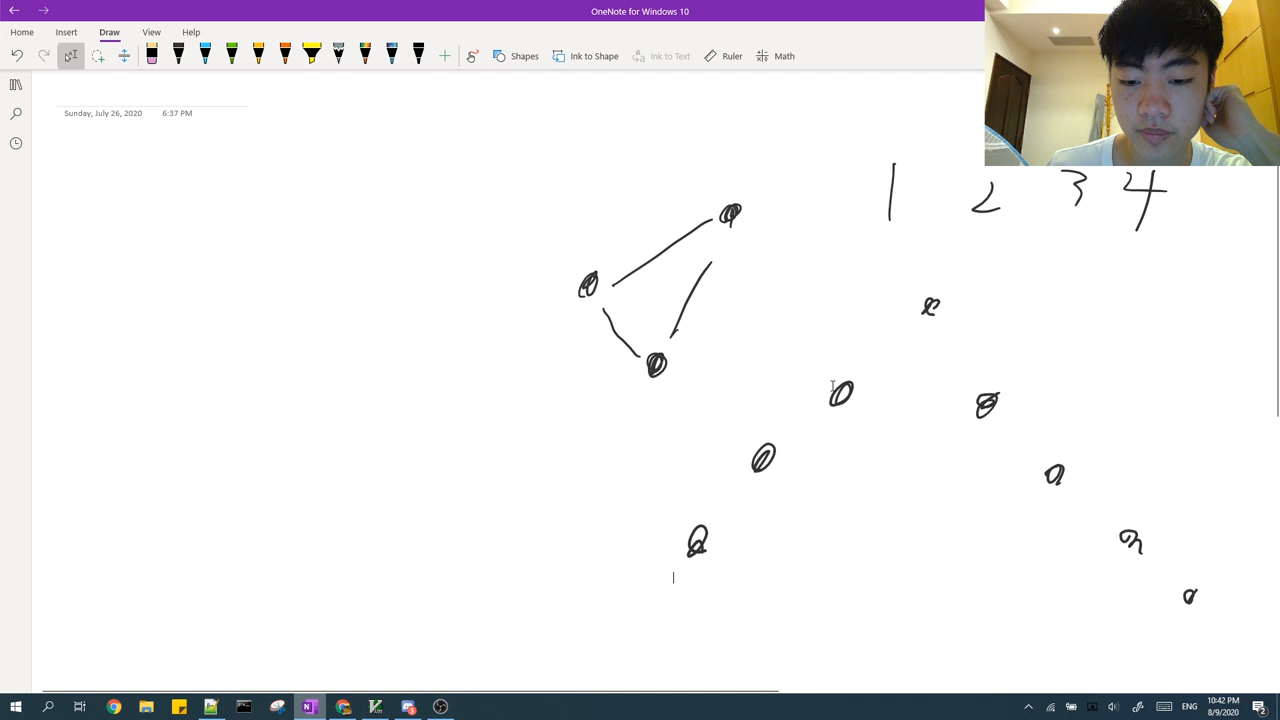 OneNote for Windows 10
Home Insert Draw View Help
Shapes Ink to Shape Ink to Text Ruler Math
Sunday, July 26, 2020 6:37 PM
1 2 3 4
10:42 PM
ENG
8/9/2020
2